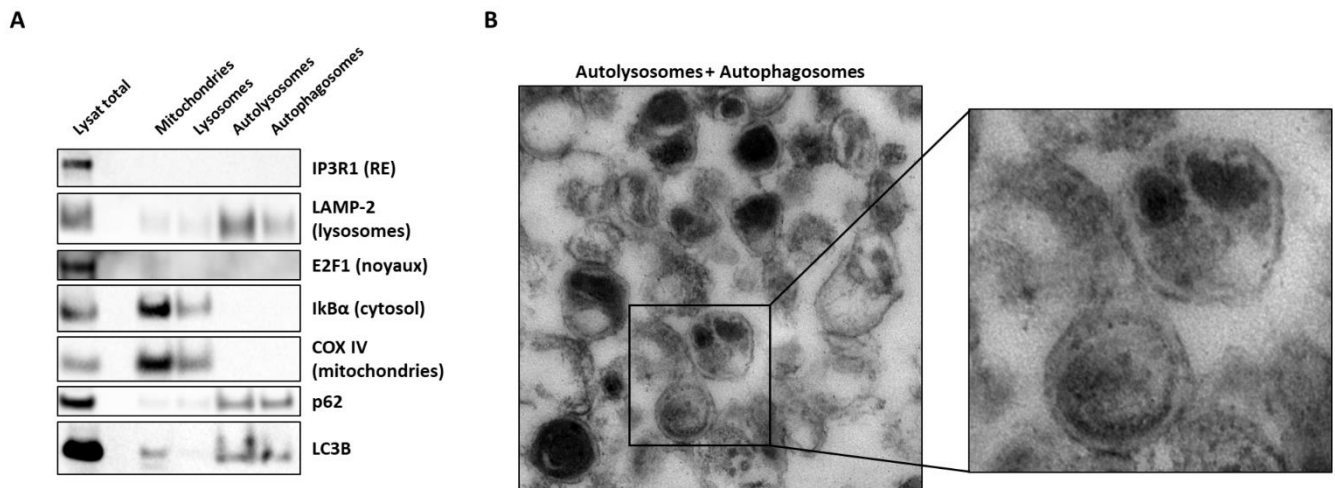 A
B
Lysat total
Mitochondries
Lysosomes
Autolysosomes
Autophagosomes
IP3R1 (RE)
LAMP-2
(lysosomes)
E2F1 (noyaux)
IkBα (cytosol)
COX IV
(mitochondries)
p62
LC3B
Autolysosomes + Autophagosomes